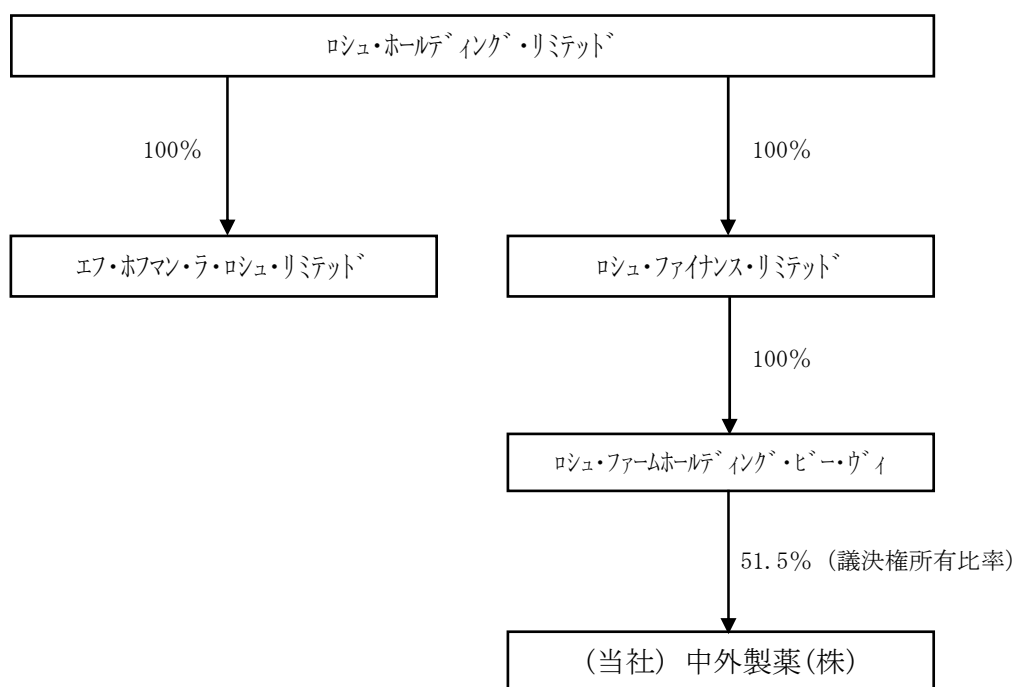 ﾛｼｭ・ﾎｰﾙﾃﾞｨﾝｸﾞ・ﾘﾐﾃｯﾄﾞ
100％
100％
ｴﾌ・ﾎﾌﾏﾝ・ﾗ・ﾛｼｭ・ﾘﾐﾃｯﾄﾞ
ﾛｼｭ・ﾌｧｲﾅﾝｽ・ﾘﾐﾃｯﾄﾞ
100％
ﾛｼｭ・ﾌｧｰﾑﾎｰﾙﾃﾞｨﾝｸﾞ・ﾋﾞｰ・ｳﾞｨ
51.5％ (議決権所有比率)
(当社) 中外製薬(株)